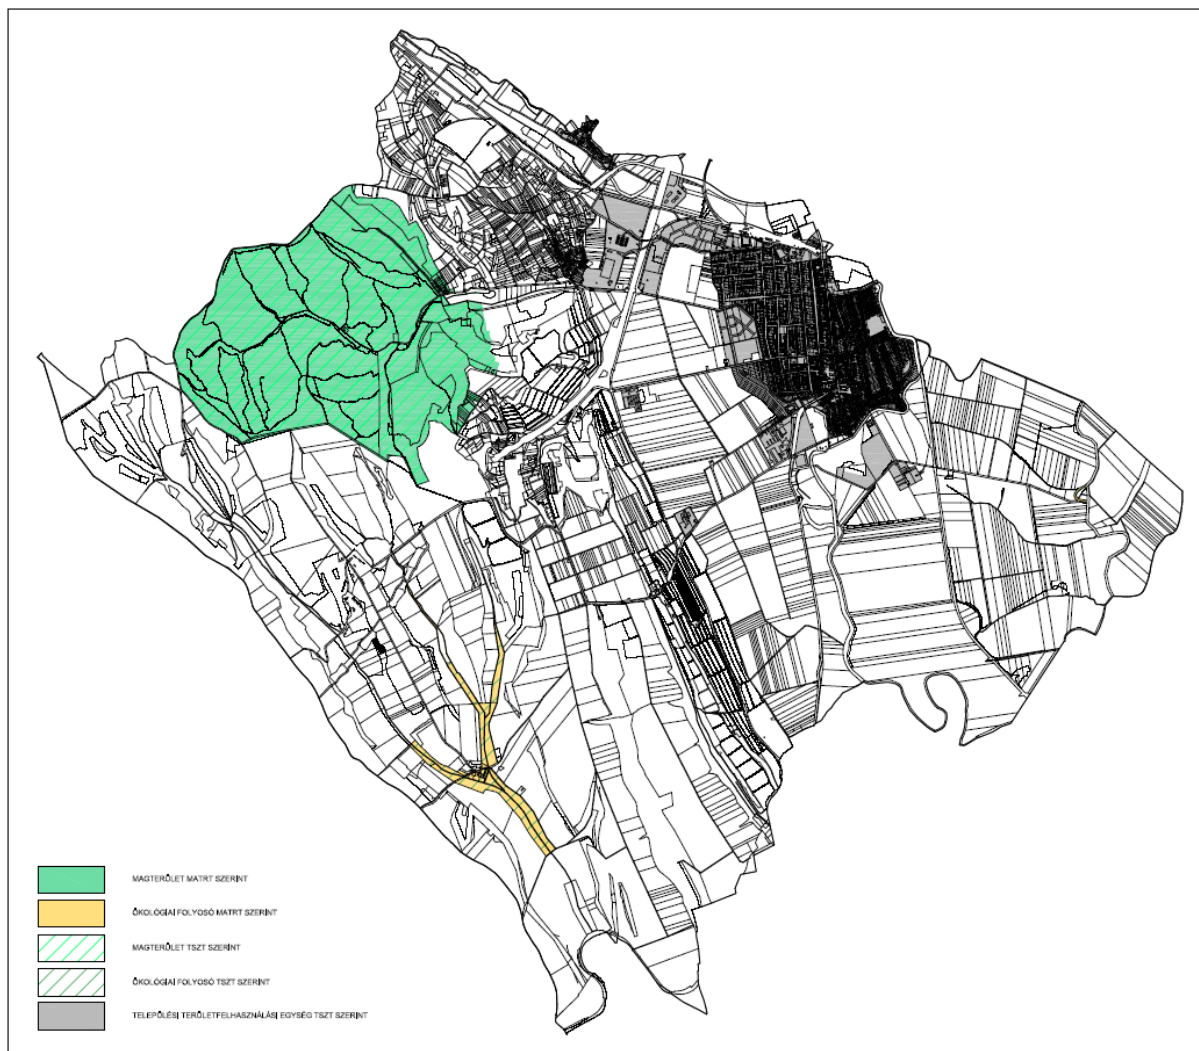 MAGTERÜLET MATRT SZERINT
ÖKOLÓGIAI FOLYOSÓ MATRT SZERINT
MAGTERÜLET TSZT SZERINT
ÖKOLÓGIAI FOLYOSÓ TSZT SZERINT
TELEPÜLÉSI TERÜLETFELHASZNÁLÁSI EGYSÉG TSZT SZERINT